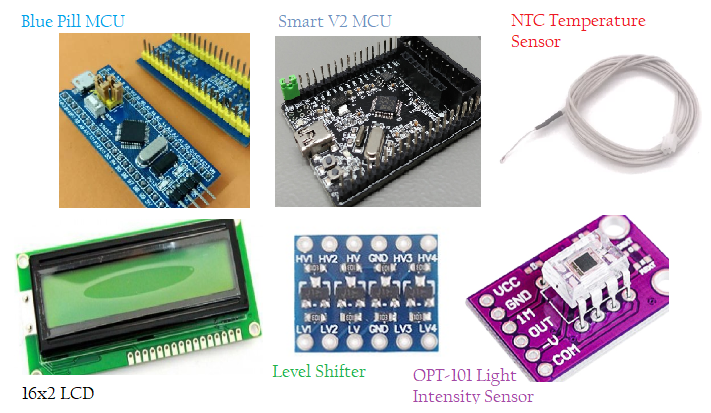 Blue Pill MCU
Smart V2 MCU
NTC Temperature
Sensor
HV1 HV2 HV GND HV3 HV4
LV1 LV2 LV GND LV3 LV4
VCC
GND
1M
OUT
-V
COM
16x2 LCD
Level Shifter
OPT-101 Light
Intensity Sensor